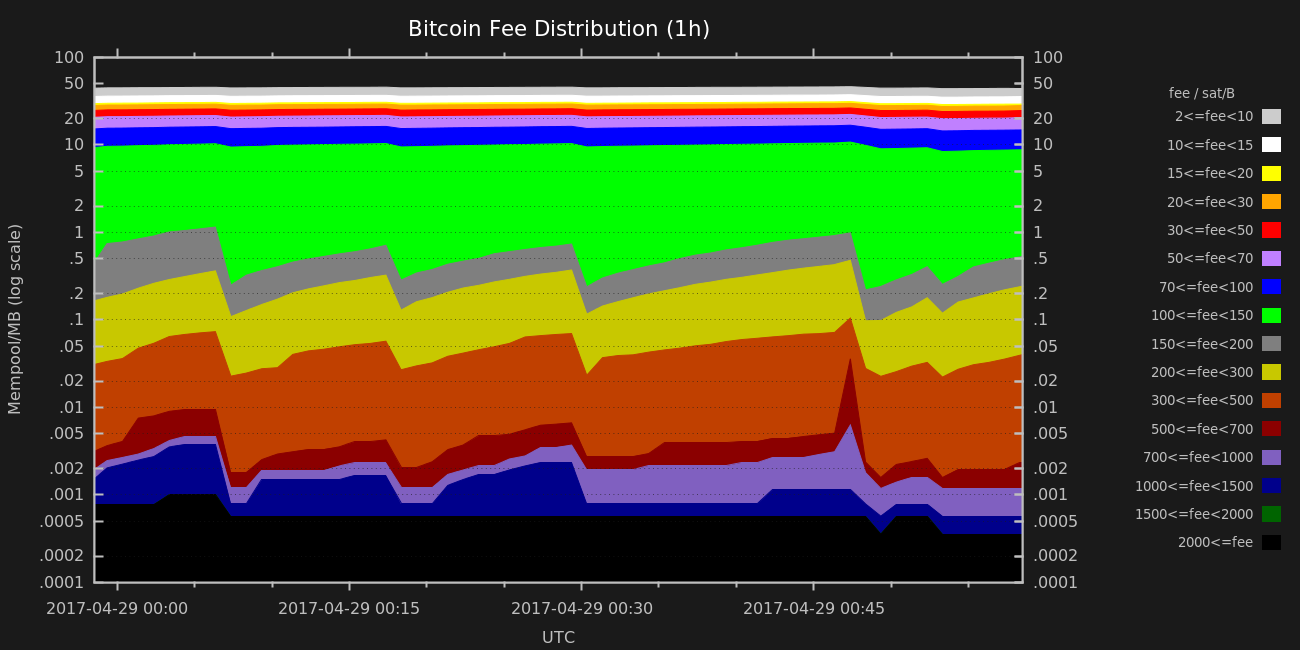 Bitcoin Fee Distribution (1h)
Mempool/MB (log scale)
100
50
20
10
5
2
1
.5
.2
.1
.05
.02
.01
.005
.002
.001
.0005
.0002
.0001
100
50
20
10
5
2
1
.5
.2
.1
.05
.02
.01
.005
.002
.001
.0005
.0002
.0001
fee / sat/B
2<=fee<10
10<=fee<15
15<=fee<20
20<=fee<30
30<=fee<50
50<=fee<70
70<=fee<100
100<=fee<150
150<=fee<200
200<=fee<300
300<=fee<500
500<=fee<700
700<=fee<1000
1000<=fee<1500
1500<=fee<2000
2000<=fee
2017-04-29 00:00 2017-04-29 00:15 2017-04-29 00:30 2017-04-29 00:45
UTC